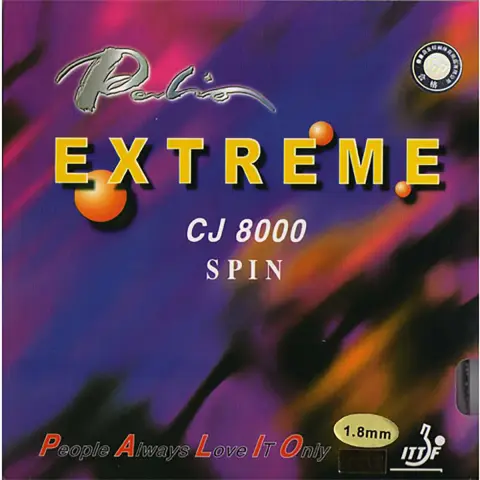 Palio
EXTREME
CJ 8000
SPIN
1.8mm
People Always Love IT Only
ITTF